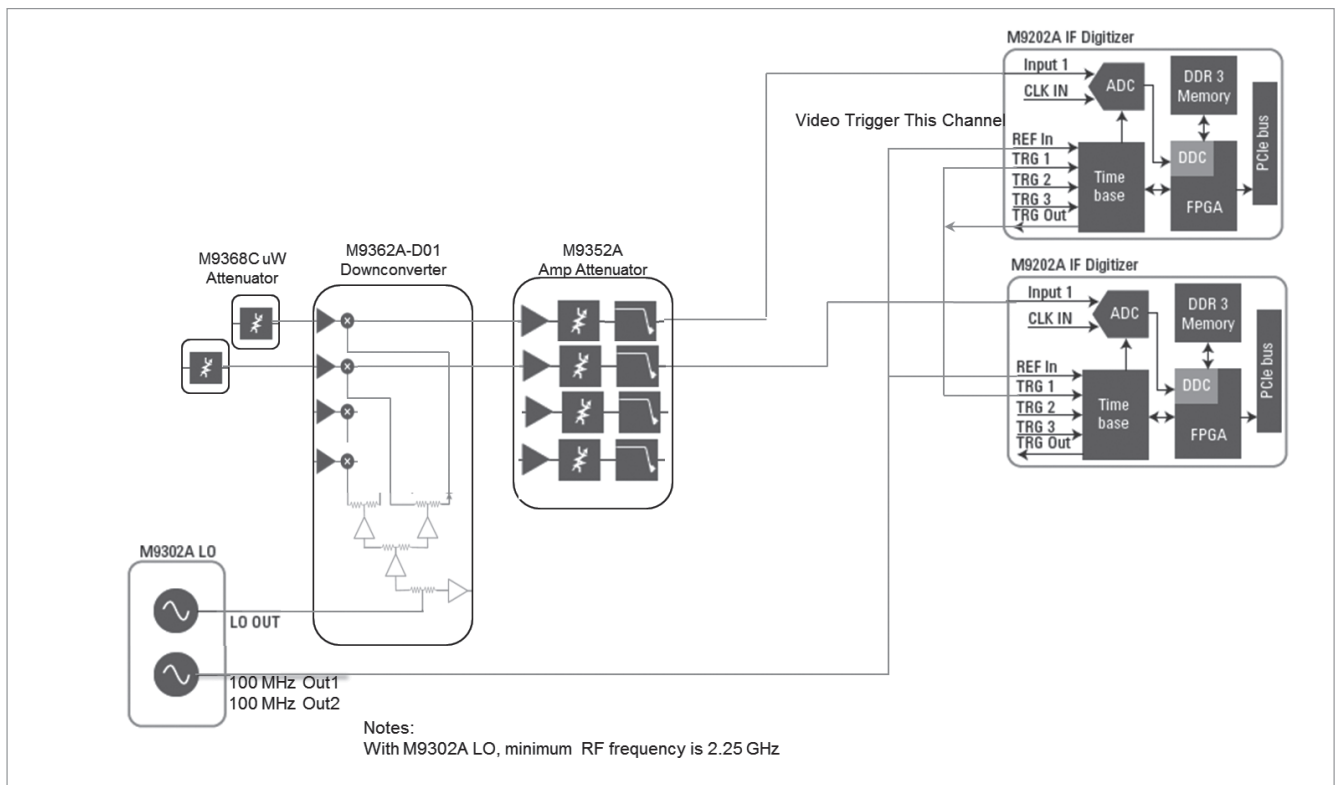 M9202A IF Digitizer
Input 1
CLK IN
ADC
DDR 3
Memory
Video Trigger This Channel
REF In
TRG 1
TRG 2
TRG 3
TRG Out
Time
base
DDC
FPGA
PCIe bus
M9202A IF Digitizer
Input 1
CLK IN
ADC
DDR 3
Memory
REF In
TRG 1
TRG 2
TRG 3
TRG Out
Time
base
DDC
FPGA
PCIe bus
M9368C uW
Attenuator
M9362A-D01
Downconverter
M9352A
Amp Attenuator
M9302A LO
LO OUT
100 MHz Out1
100 MHz Out2
Notes:
With M9302A LO, minimum RF frequency is 2.25 GHz